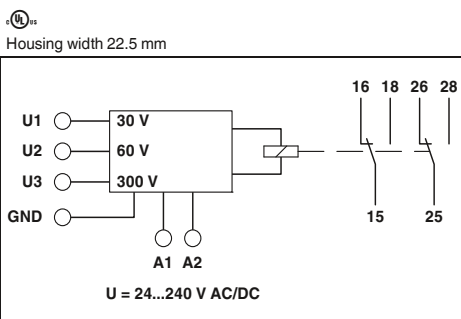 c UL us
Housing width 22.5 mm
16 18 26 28
U1 30 V
U2 60 V
U3 300 V
GND
15 25
A1 A2
U = 24...240 V AC/DC